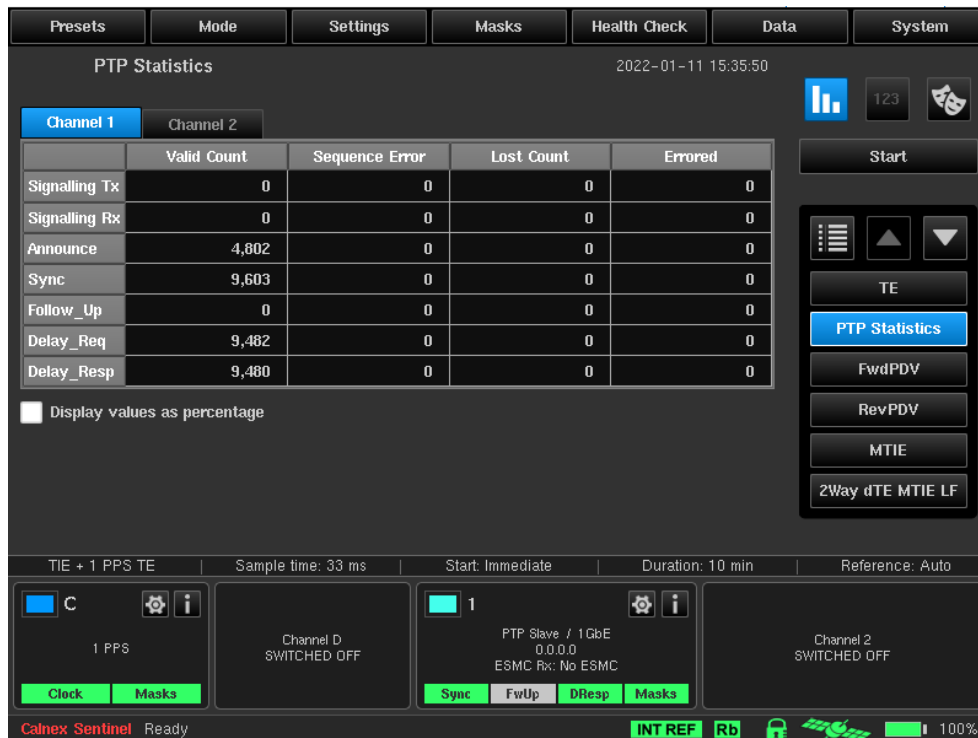 Presets Mode Settings Masks Health Check Data System
PTP Statistics 2022-01-11 15:35:50
123
Channel 1 Channel 2
Valid Count Sequence Error Lost Count Errored Start
Signalling Tx 0 0 0 0
Signalling Rx 0 0 0 0
Announce 4,802 0 0 0
Sync 9,603 0 0 0 TE
Follow_Up 0 0 0 0
Delay_Req 9,482 0 0 0 PTP Statistics
Delay_Resp 9,480 0 0 0 FwdPDV
Display values as percentage RevPDV
MTIE
2Way dTE MTIE LF
TIE + 1 PPS TE | Sample time: 33 ms | Start: Immediate | Duration: 10 min | Reference: Auto
C i 1 i
1 PPS Channel D SWITCHED OFF PTP Slave / 1GbE Channel 2 SWITCHED OFF
0.0.0.0
ESMC Rx: No ESMC
Clock Masks Sync FwUp DResp Masks
Calnex Sentinel Ready INT REF Rb 100%